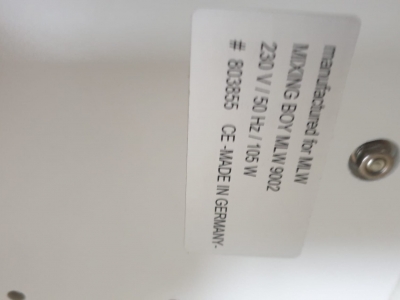 manufactured for MLW
MIXING BOY MLW 9002
230 V / 50 Hz / 105 W
# 803855 CE -MADE IN GERMANY-